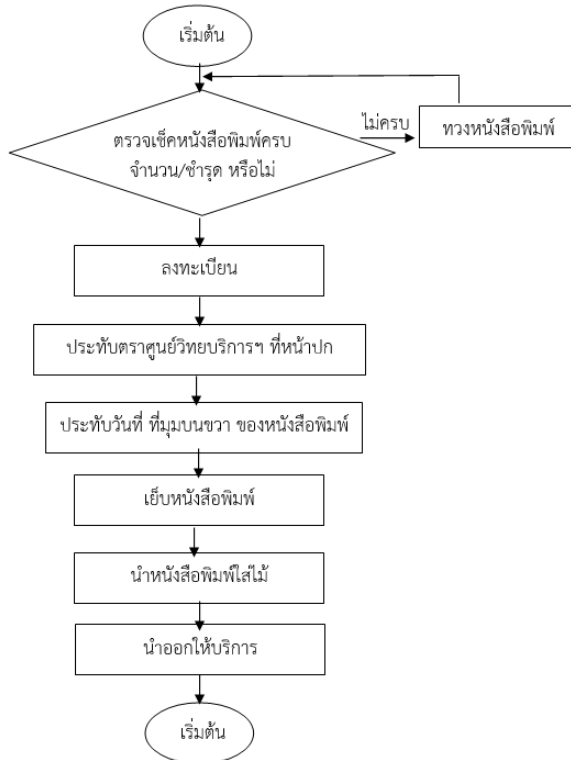 เริ่มต้น
ตรวจเช็คหนังสือพิมพ์ครบ
จำนวน/ชำรุด หรือไม่
ไม่ครบ
ทวงหนังสือพิมพ์
ลงทะเบียน
ประทับตราศูนย์วิทยบริการฯ ที่หน้าปก
ประทับวันที่ ที่มุมบนขวา ของหนังสือพิมพ์
เย็บหนังสือพิมพ์
นำหนังสือพิมพ์ใส่ไม้
นำออกให้บริการ
เริ่มต้น